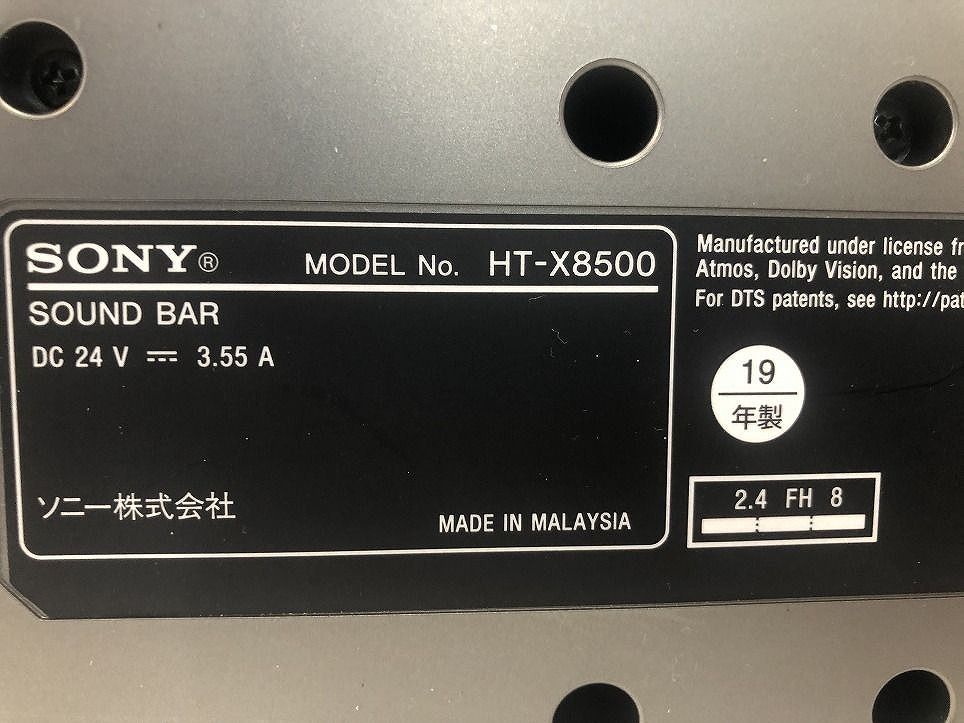 SONY®
MODEL No. HT-X8500
SOUND BAR
DC 24 V ⎓ 3.55 A
ソニー株式会社
MADE IN MALAYSIA
Manufactured under license
Atmos, Dolby Vision, and the
For DTS patents, see
19
年製
2.4 FH 8